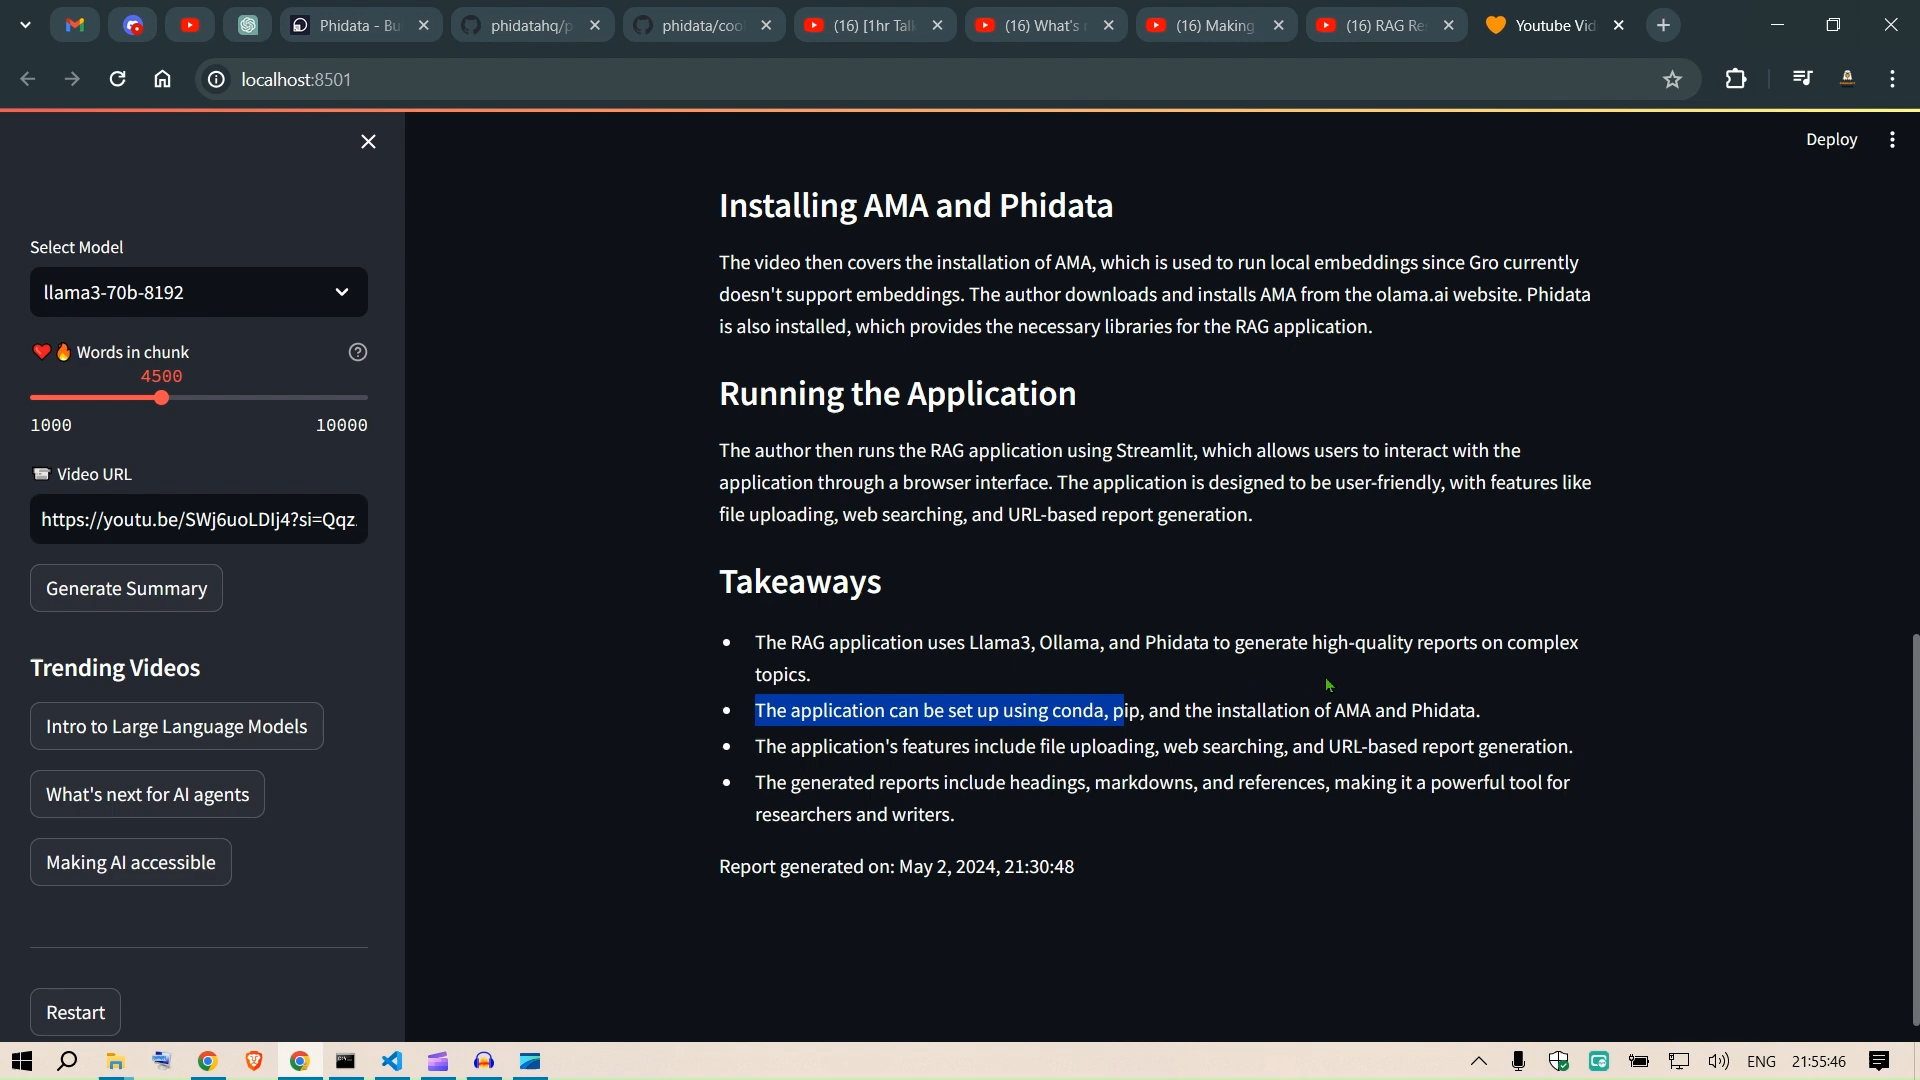 Phidata - Bu
phidatahq/p
phidata/coo
(16) [1hr Talk
(16) What's n
(16) Making
(16) RAG Re
Youtube Vid
localhost:8501
Deploy
Select Model
llama3-70b-8192
Words in chunk
4500
1000
10000
Video URL
https://youtu.be/SWj6uoLDIj4?si=Qqz.
Generate Summary
Trending Videos
Intro to Large Language Models
What's next for AI agents
Making AI accessible
Restart
Installing AMA and Phidata
The video then covers the installation of AMA, which is used to run local embeddings since Gro currently
doesn't support embeddings. The author downloads and installs AMA from the olama.ai website. Phidata
is also installed, which provides the necessary libraries for the RAG application.
Running the Application
The author then runs the RAG application using Streamlit, which allows users to interact with the
application through a browser interface. The application is designed to be user-friendly, with features like
file uploading, web searching, and URL-based report generation.
Takeaways
The RAG application uses Llama3, Ollama, and Phidata to generate high-quality reports on complex
topics.
The application can be set up using conda, pip, and the installation of AMA and Phidata.
The application's features include file uploading, web searching, and URL-based report generation.
The generated reports include headings, markdowns, and references, making it a powerful tool for
researchers and writers.
Report generated on: May 2, 2024, 21:30:48
ENG
21:55:46